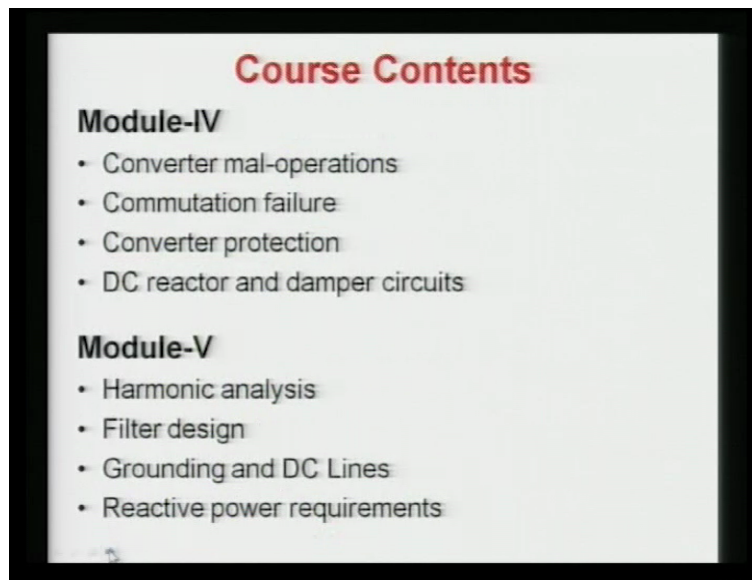 Course Contents
Module-IV
• Converter mal-operations
• Commutation failure
• Converter protection
• DC reactor and damper circuits
Module-V
• Harmonic analysis
• Filter design
• Grounding and DC Lines
• Reactive power requirements